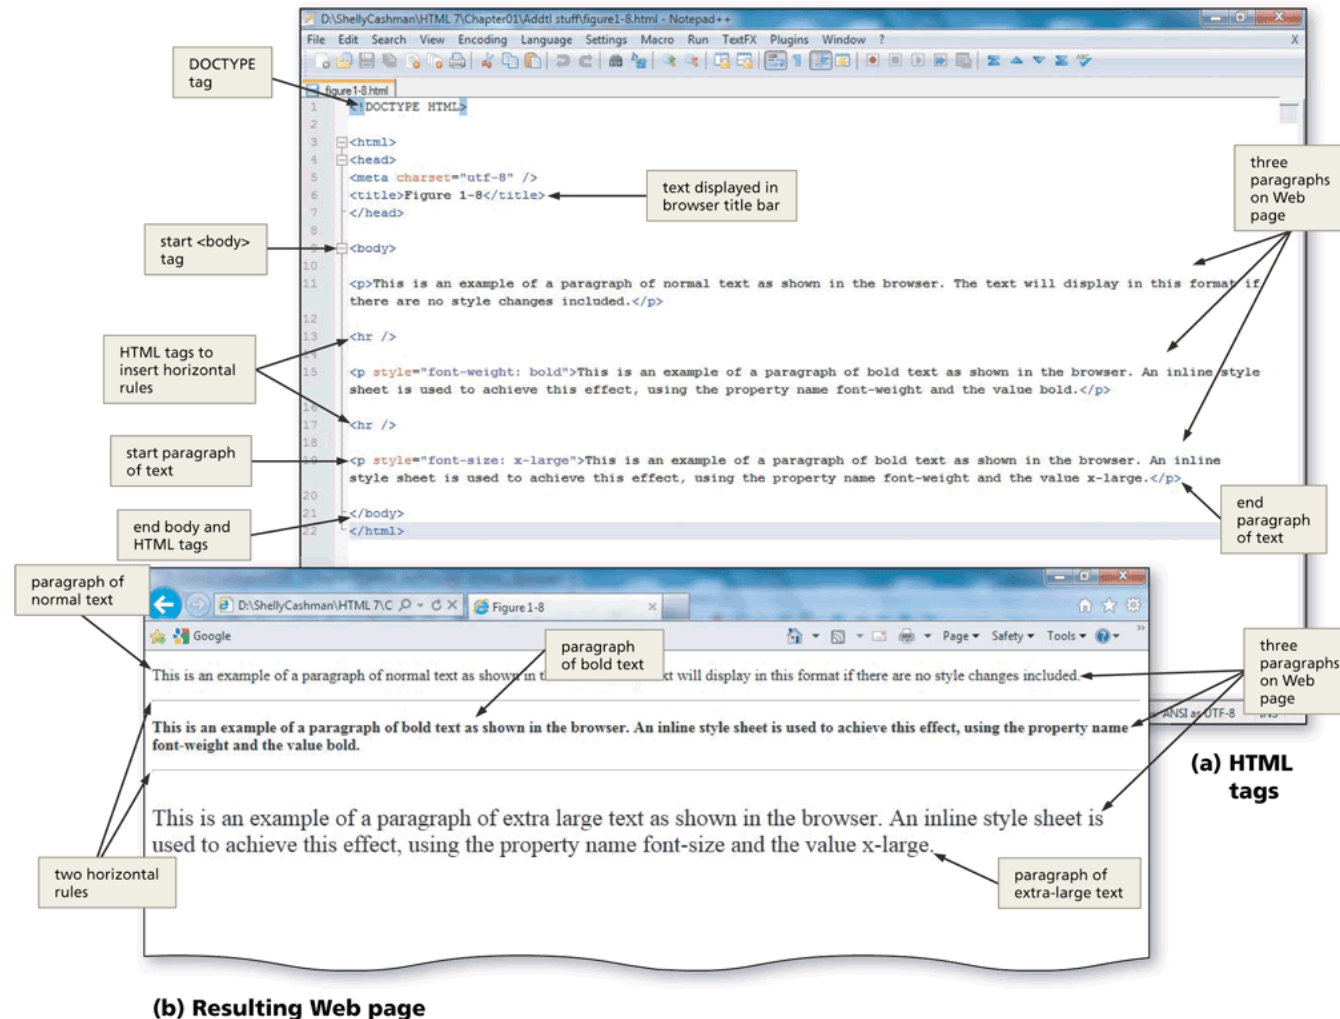 D:\ShellyCashman\HTML 7\Chapter01\Addtl stuff\figure1-8.html - Notepad++
File Edit Search View Encoding Language Settings Macro Run TextFX Plugins Window ? X
figure1-8.html
DOCTYPE
tag
1 <!DOCTYPE HTML>
2
3 <html>
4 <head>
5 <meta charset="utf-8" />
6 <title>Figure 1-8</title>
7 </head>
text displayed in
browser title bar
three
paragraphs
on Web
page
8
start <body>
tag
9 <body>
10
11 <p>This is an example of a paragraph of normal text as shown in the browser. The text will display in this format if
there are no style changes included.</p>
12
HTML tags to
insert horizontal
rules
13 <hr />
14
15 <p style="font-weight: bold">This is an example of a paragraph of bold text as shown in the browser. An inline style
sheet is used to achieve this effect, using the property name font-weight and the value bold.</p>
16
17 <hr />
18
start paragraph
of text
19 <p style="font-size: x-large">This is an example of a paragraph of bold text as shown in the browser. An inline
style sheet is used to achieve this effect, using the property name font-weight and the value x-large.</p>
end
paragraph
of text
20
end body and
HTML tags
21 </body>
22 </html>
paragraph of
normal text
D:\ShellyCashman\HTML 7\C
Figure 1-8
Google
Page Safety Tools
paragraph
of bold text
three
paragraphs
on Web
page
This is an example of a paragraph of normal text as shown in t xt will display in this format if there are no style changes included.
This is an example of a paragraph of bold text as shown in the browser. An inline style sheet is used to achieve this effect, using the property name
font-weight and the value bold.
ANSI as UTF-8 INS
(a) HTML
tags
This is an example of a paragraph of extra large text as shown in the browser. An inline style sheet is
used to achieve this effect, using the property name font-size and the value x-large.
two horizontal
rules
paragraph of
extra-large text
(b) Resulting Web page